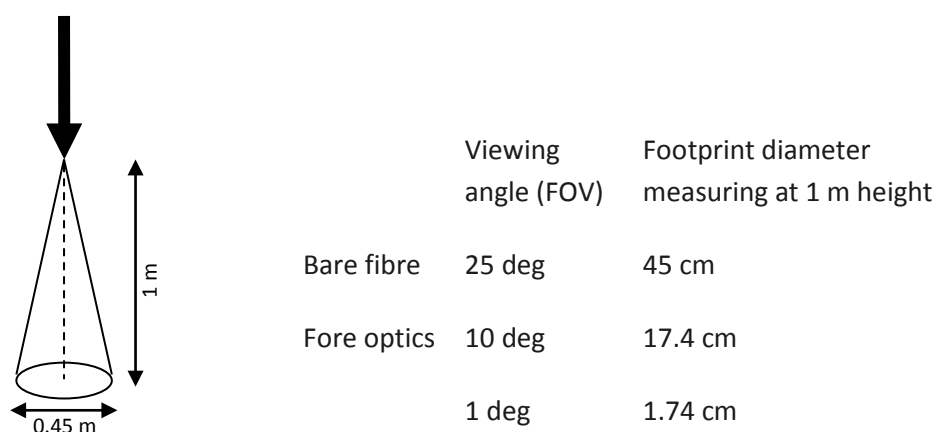 Viewing
angle (FOV)
Footprint diameter
measuring at 1 m height
Bare fibre 25 deg 45 cm
Fore optics 10 deg 17.4 cm
1 deg 1.74 cm
1 m
0.45 m